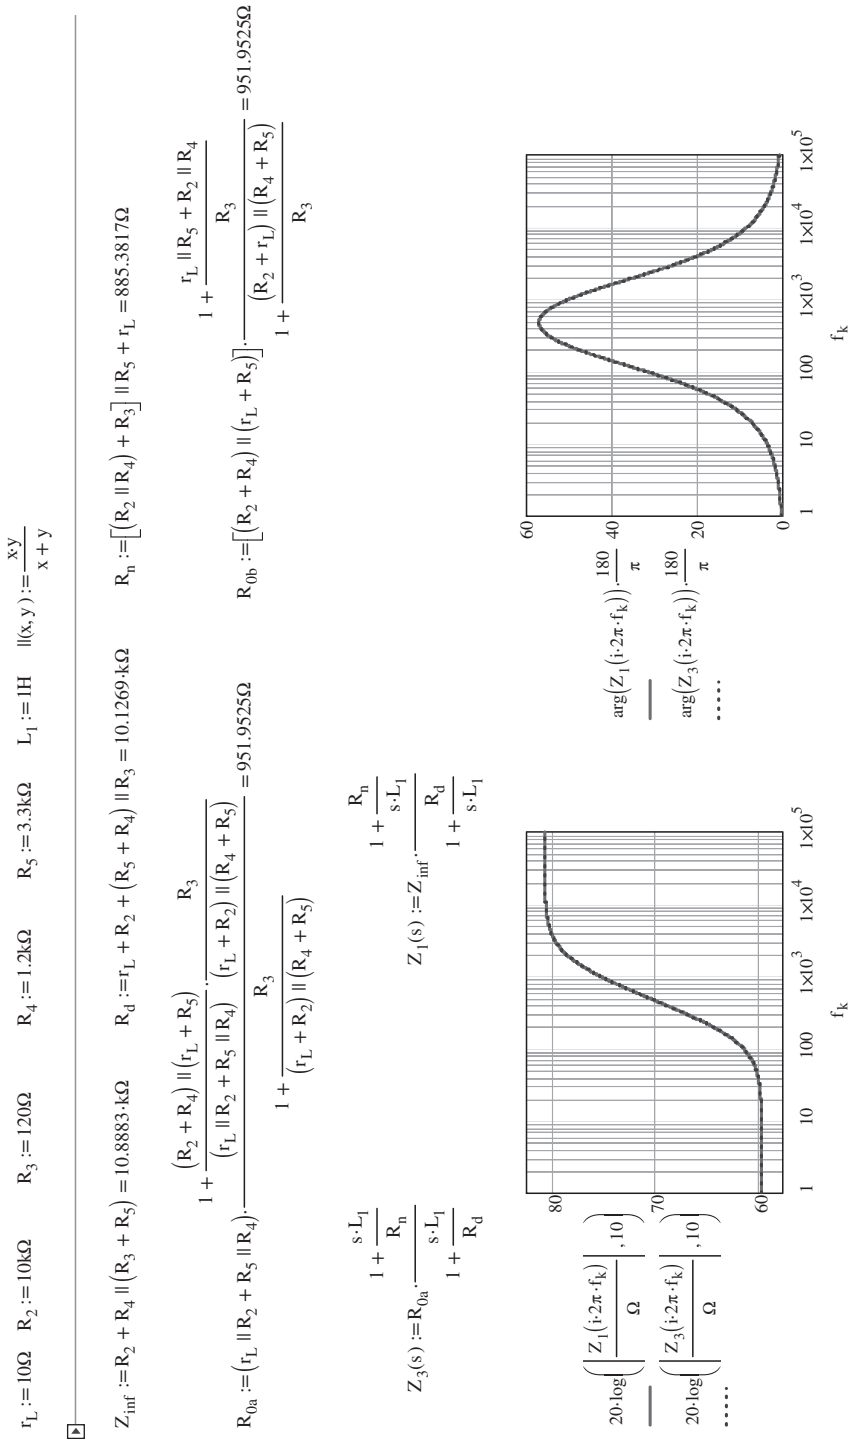 r_L := 10Ω R_2 := 10kΩ R_3 := 120Ω R_4 := 1.2kΩ R_5 := 3.3kΩ L_1 := 1H ||(x, y) := x·y / (x + y)
Z_inf := R_2 + R_4 || (R_3 + R_5) = 10.8883·kΩ R_d := r_L + R_2 + (R_5 + R_4) || R_3 = 10.1269·kΩ R_n := [(R_2 || R_4) + R_3] || R_5 + r_L = 885.3817Ω
R_0a := (r_L || R_2 + R_5 || R_4)· (1 + (R_2 + R_4) || (r_L + R_5) / (r_L || R_2 + R_5 || R_4) · R_3 / ((r_L + R_2) || (R_4 + R_5))) / (1 + R_3 / ((r_L + R_2) || (R_4 + R_5))) = 951.9525Ω
R_0b := [(R_2 + R_4) || (r_L + R_5)]· (1 + (r_L || R_5 + R_2 || R_4) / R_3) / (1 + (R_2 + r_L) || (R_4 + R_5) / R_3) = 951.9525Ω
Z_3(s) := R_0a· (1 + s·L_1 / R_n) / (1 + s·L_1 / R_d)
Z_1(s) := Z_inf· (1 + R_n / (s·L_1)) / (1 + R_d / (s·L_1))
20·log(|Z_1(i·2π·f_k) / Ω|, 10)
20·log(|Z_3(i·2π·f_k) / Ω|, 10)
80
70
60
1 10 100 1×10^3 1×10^4 1×10^5
f_k
arg(Z_1(i·2π·f_k))· 180 / π
arg(Z_3(i·2π·f_k))· 180 / π
60
40
20
0
1 10 100 1×10^3 1×10^4 1×10^5
f_k